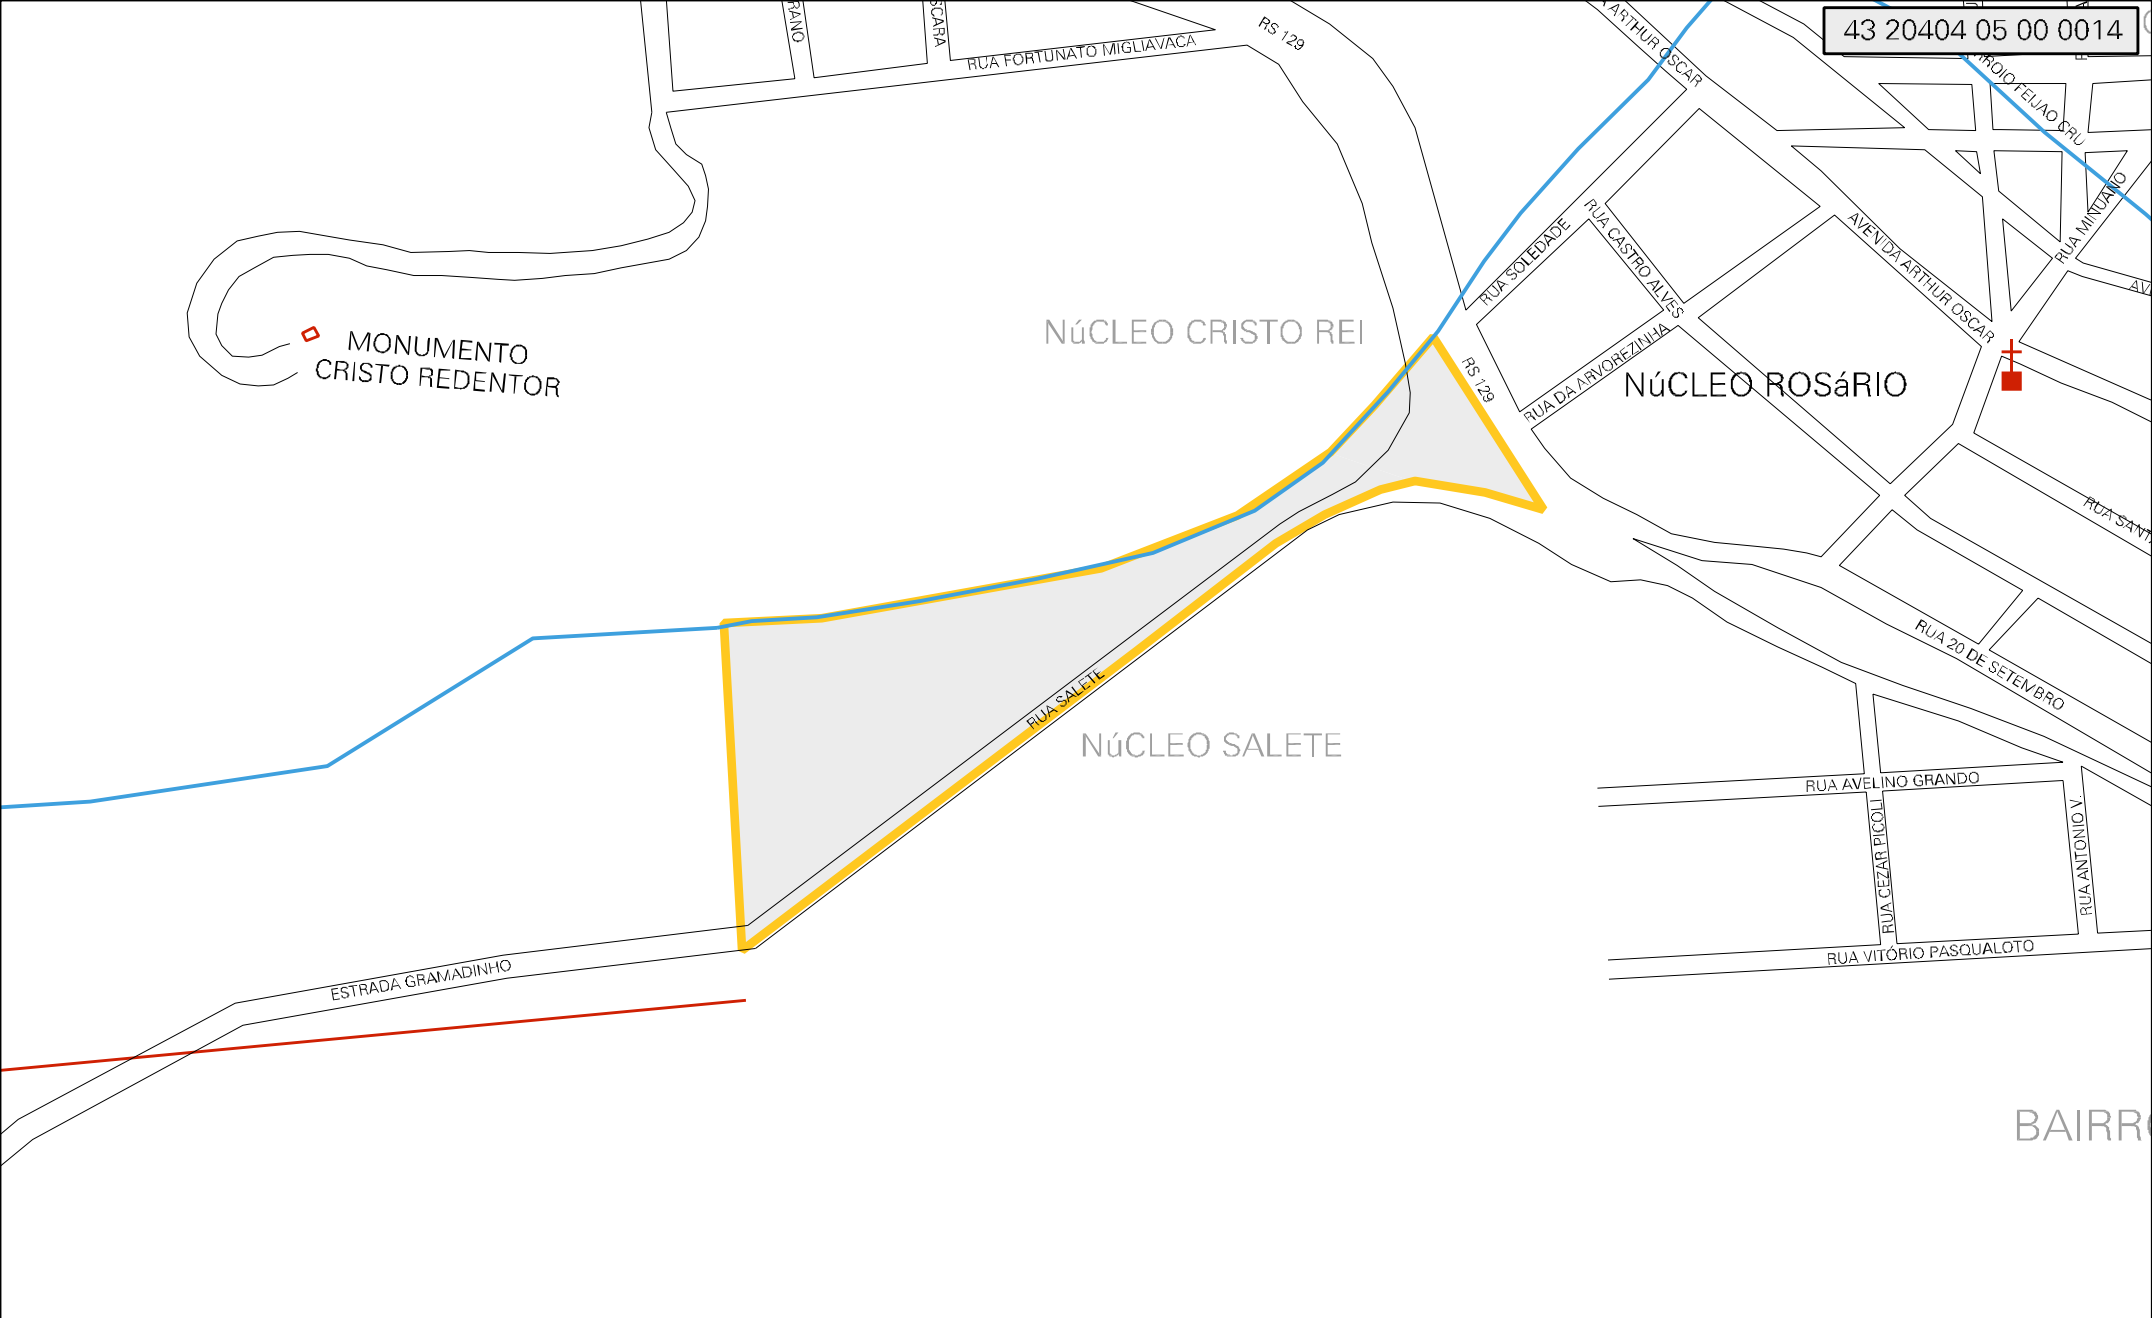 43 20404 05 00 0014
RS 129
RUA FORTUNATO MIGLIAVACA
ARTHUR OSCAR
FEIJAO CRU
RUA MINUANO
RUA CASTRO ALVES
RUA SOLEDADE
AVENIDA ARTHUR OSCAR
MONUMENTO
CRISTO REDENTOR
NúCLEO CRISTO REI
RS 129
RUA DA ARVOREZINHA
NúCLEO ROSáRIO
RUA SANT
RUA 20 DE SETEMBRO
RUA SALETE
NúCLEO SALETE
RUA AVELINO GRANDO
RUA CEZAR PICOLI
RUA ANTONIO V.
RUA VITÓRIO PASQUALOTO
ESTRADA GRAMADINHO
BAIRRO